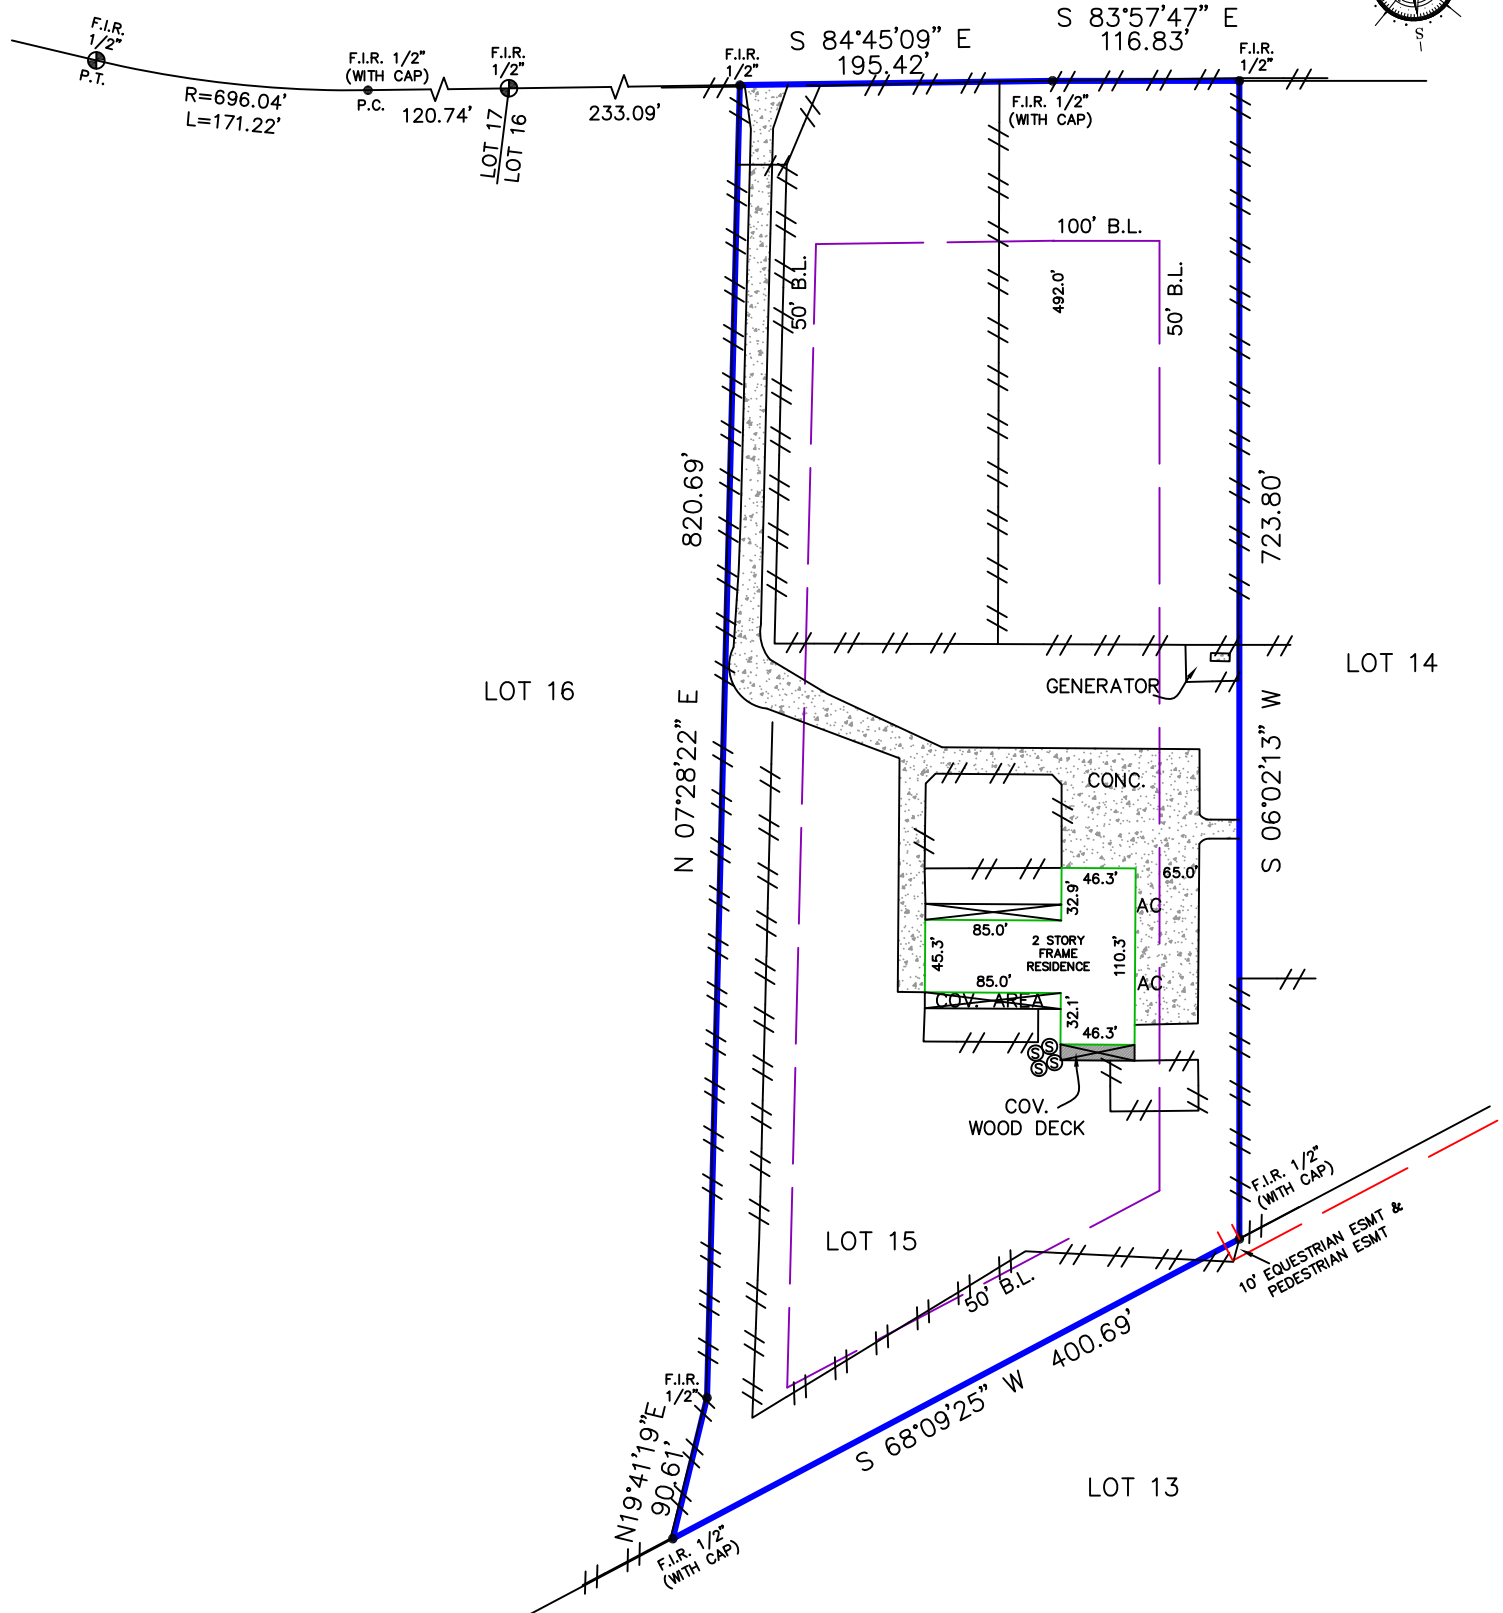 S 83°57'47" E
116.83'
S 84°45'09" E
195.42'
S
F.I.R.
1/2"
P.T.
R=696.04'
L=171.22'
F.I.R. 1/2"
(WITH CAP)
P.C.
120.74'
F.I.R.
1/2"
LOT 17
LOT 16
233.09'
F.I.R.
1/2"
F.I.R. 1/2"
(WITH CAP)
F.I.R.
1/2"
100' B.L.
50' B.L.
492.0'
50' B.L.
820.69'
N 07°28'22" E
723.80'
S 06°02'13" W
LOT 16
LOT 14
GENERATOR
CONC.
46.3'
65.0'
32.9'
AC
85.0'
45.3'
2 STORY
FRAME
RESIDENCE
110.3'
85.0'
AC
COV. AREA
32.1'
46.3'
S
S
S
S
COV.
WOOD DECK
F.I.R. 1/2"
(WITH CAP)
10' EQUESTRIAN ESMT &
PEDESTRIAN ESMT
LOT 15
50' B.L.
S 68°09'25" W 400.69'
F.I.R.
1/2"
N19°41'19"E
90.61'
F.I.R. 1/2"
(WITH CAP)
LOT 13